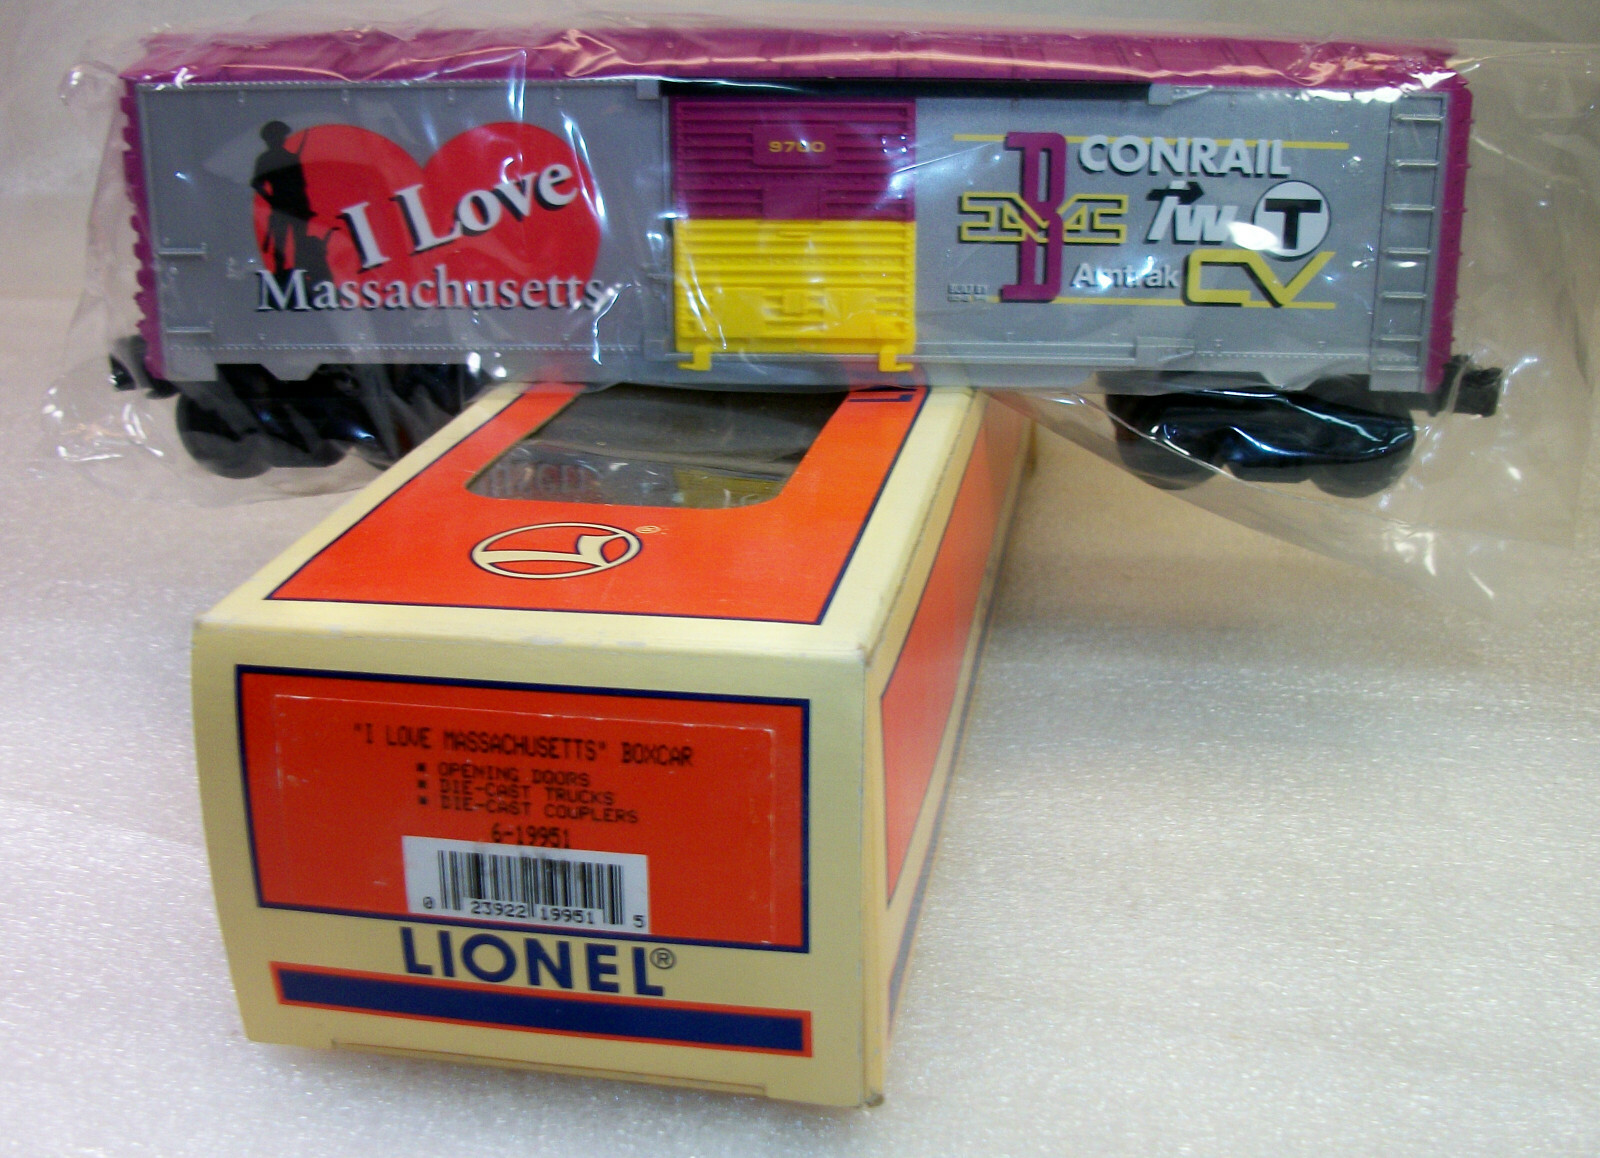 I Love
Massachusetts
9700
CONRAIL
B
M
TW
T
Amtrak
CV
"I LOVE MASSACHUSETTS" BOXCAR
■ OPENING DOORS
■ DIE-CAST TRUCKS
■ DIE-CAST COUPLERS
6-19951
0 23922 19951 5
LIONEL®